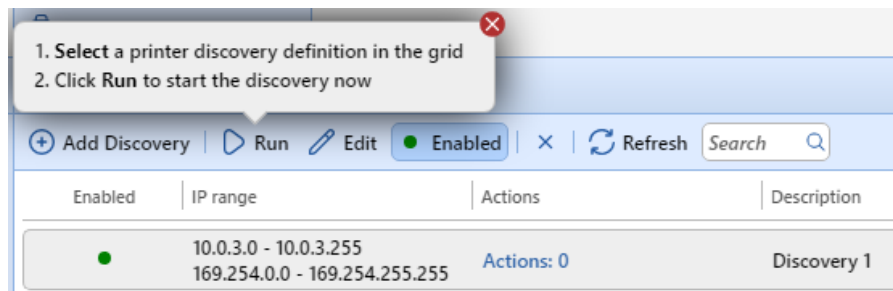 1. Select a printer discovery definition in the grid
2. Click Run to start the discovery now
Add Discovery Run Edit Enabled Refresh Search
Enabled IP range Actions Description
10.0.3.0 - 10.0.3.255
169.254.0.0 - 169.254.255.255
Actions: 0 Discovery 1